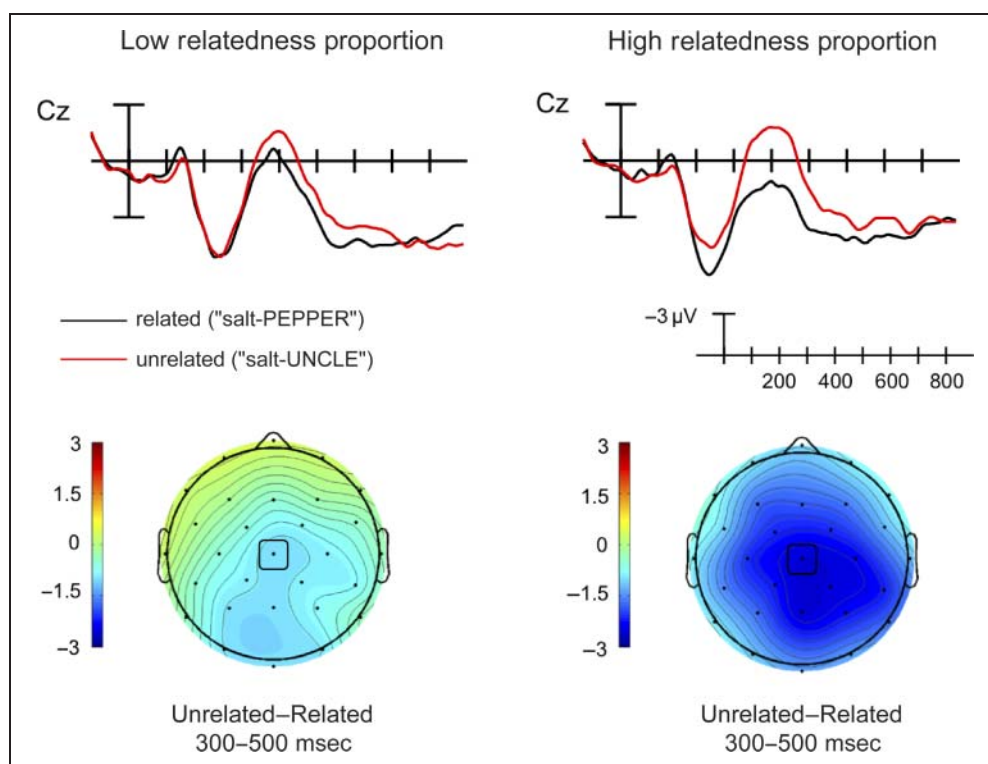 Low relatedness proportion
High relatedness proportion
Cz
Cz
related ("salt-PEPPER")
unrelated ("salt-UNCLE")
−3 µV
200 400 600 800
3
1.5
0
−1.5
−3
3
1.5
0
−1.5
−3
Unrelated–Related
300–500 msec
Unrelated–Related
300–500 msec